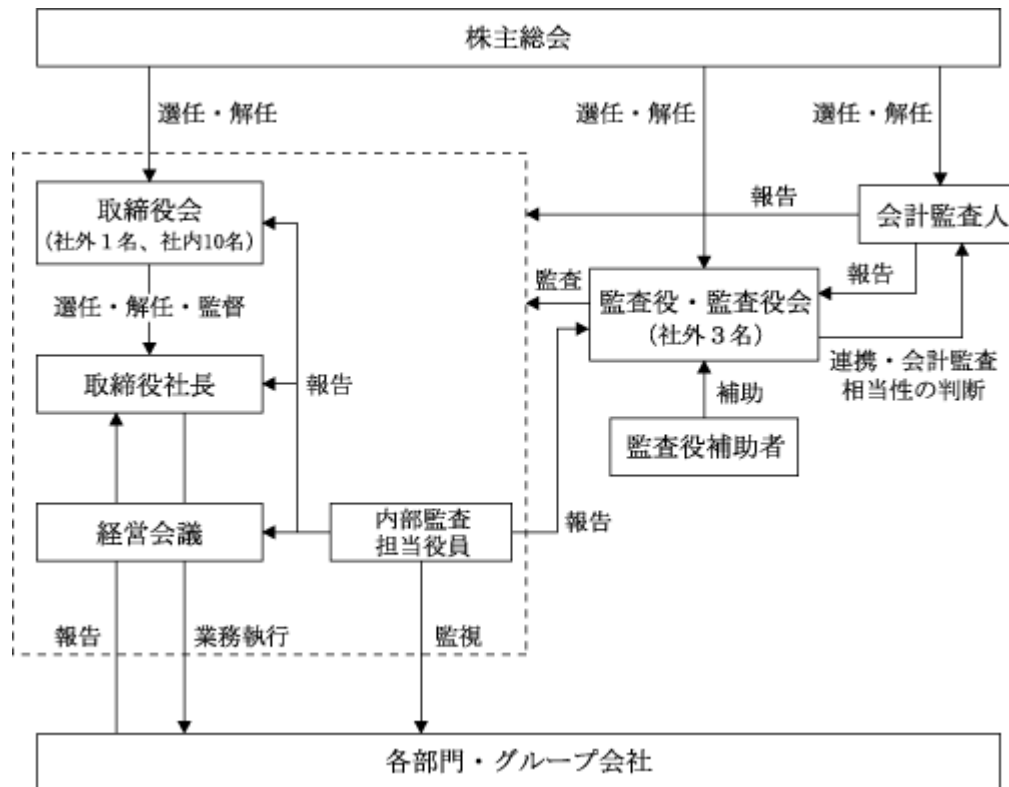 株主総会
選任・解任
選任・解任
選任・解任
取締役会
（社外１名、社内10名）
報告
会計監査人
監査
報告
監査役・監査役会
（社外３名）
選任・解任・監督
連携・会計監査
相当性の判断
取締役社長
報告
補助
監査役補助者
経営会議
内部監査
担当役員
報告
報告
業務執行
監視
各部門・グループ会社